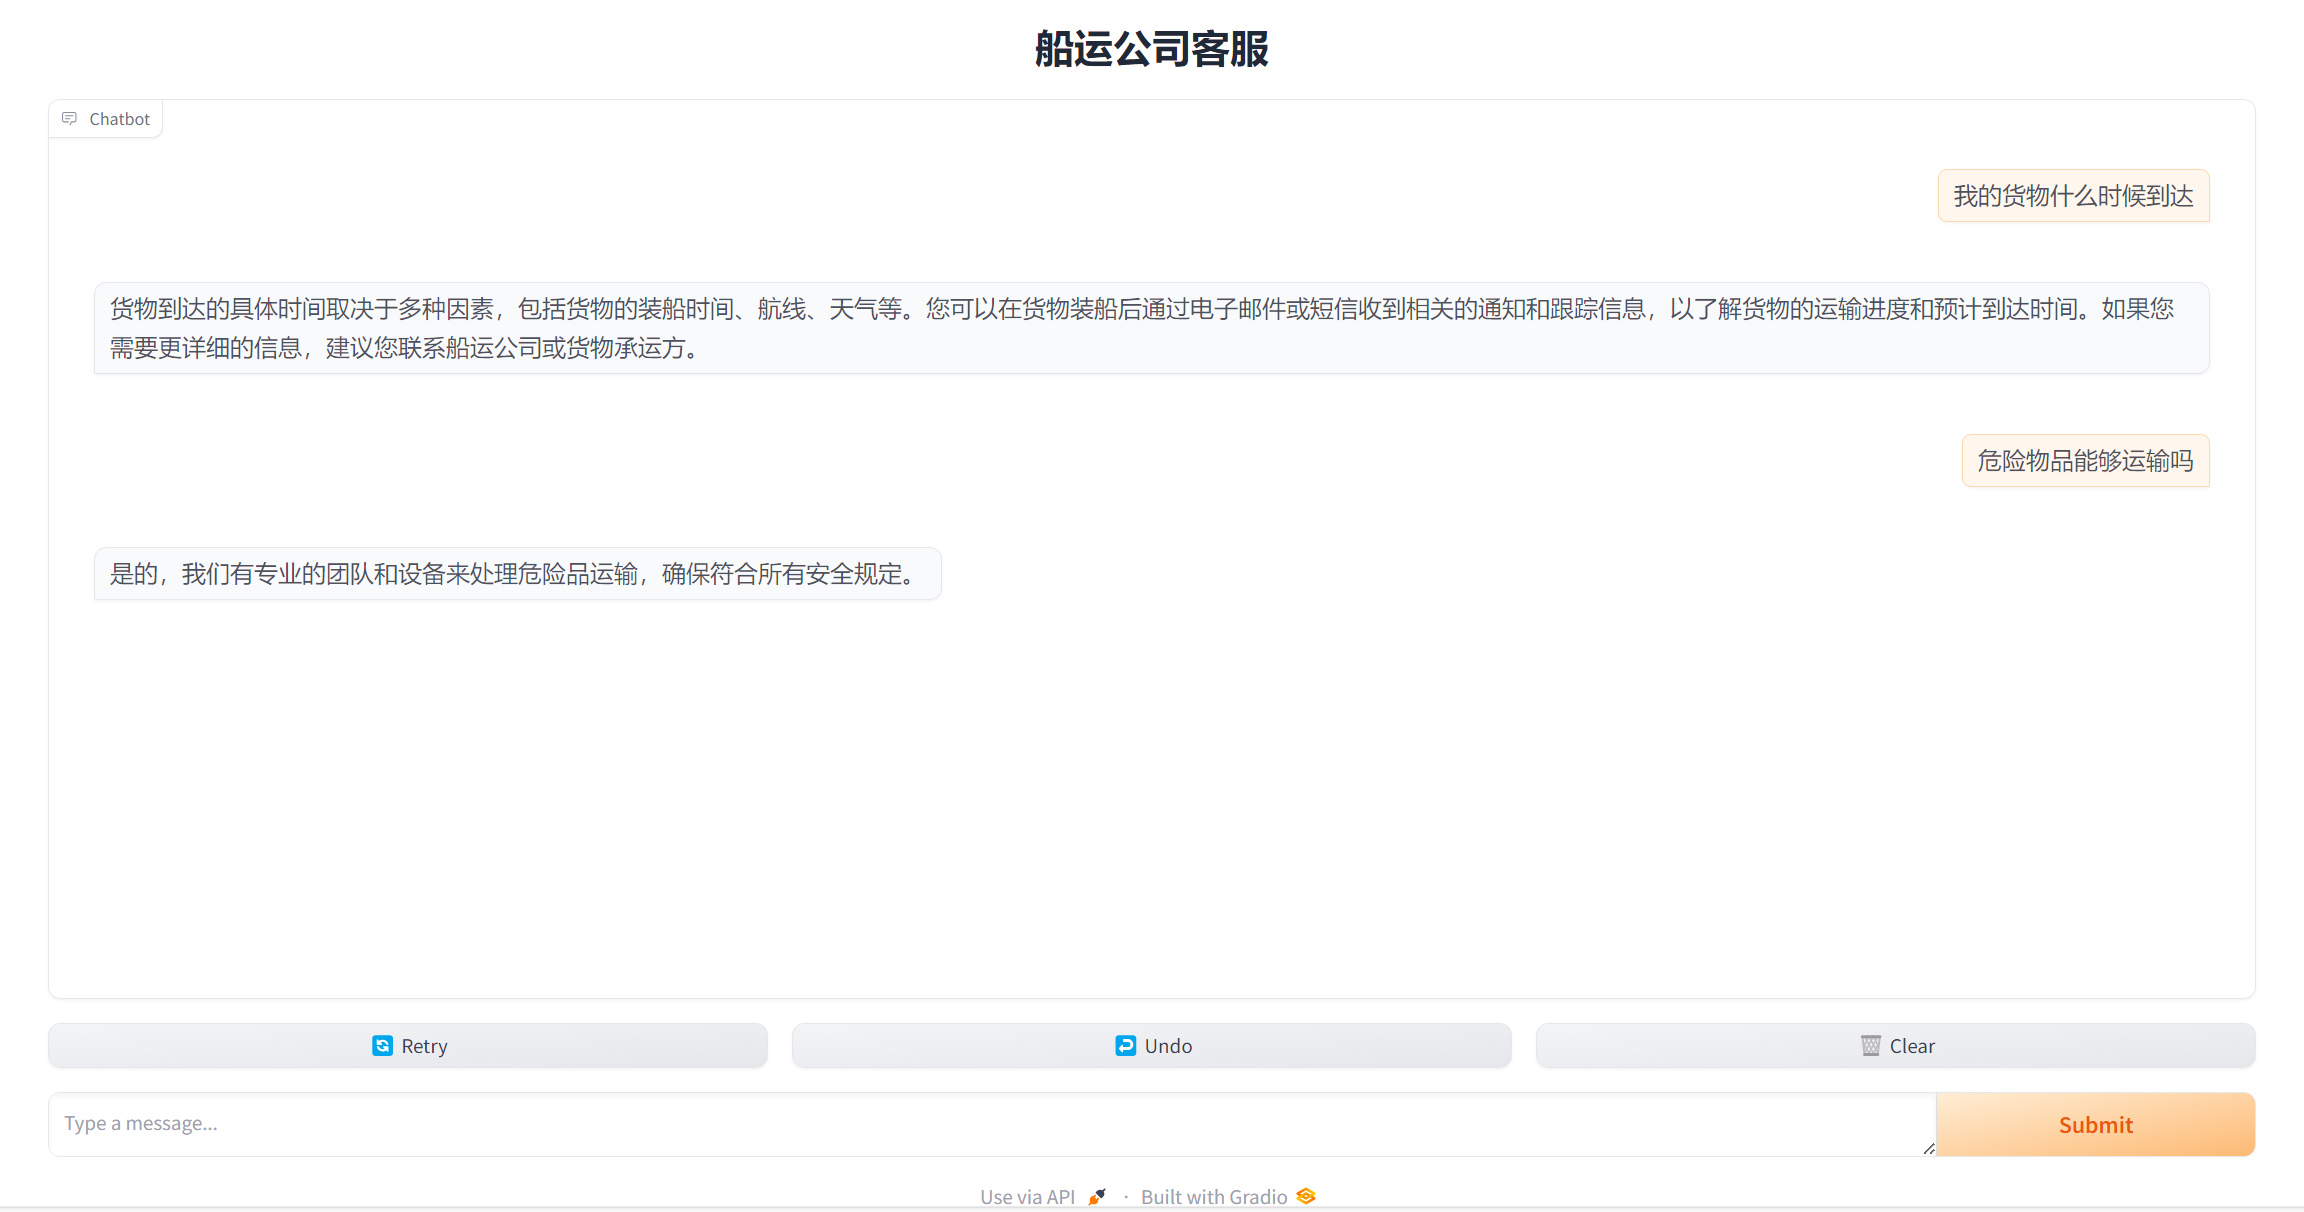 船运公司客服
Chatbot
我的货物什么时候到达
货物到达的具体时间取决于多种因素，包括货物的装船时间、航线、天气等。您可以在货物装船后通过电子邮件或短信收到相关的通知和跟踪信息，以了解货物的运输进度和预计到达时间。如果您
需要更详细的信息，建议您联系船运公司或货物承运方。
危险物品能够运输吗
是的，我们有专业的团队和设备来处理危险品运输，确保符合所有安全规定。
Retry
Undo
Clear
Type a message...
Submit
Use via API · Built with Gradio